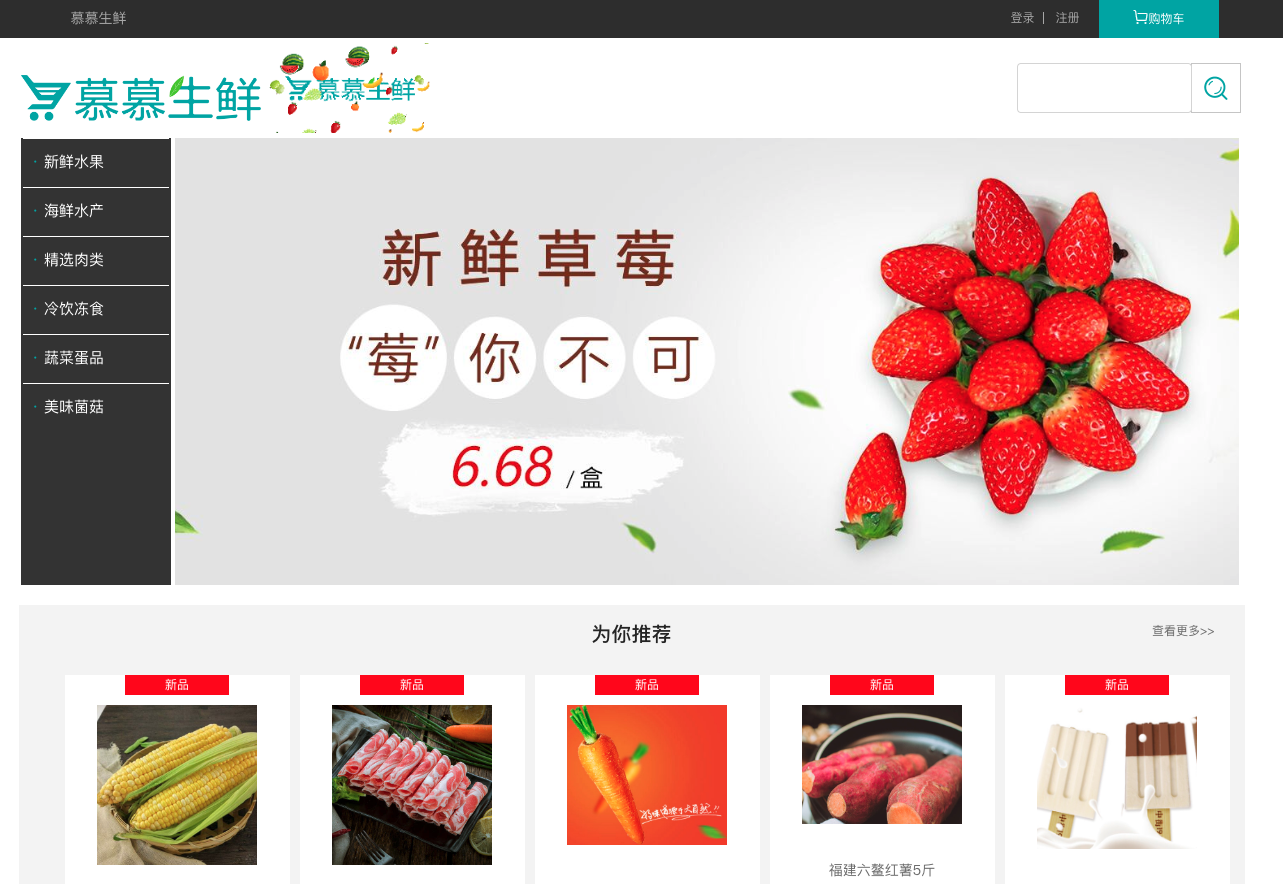 慕慕生鲜
登录 | 注册
购物车
慕慕生鲜
慕慕生鲜
新鲜水果
海鲜水产
精选肉类
冷饮冻食
蔬菜蛋品
美味菌菇
新鲜草莓
“莓”你不可
6.68 /盒
为你推荐
查看更多>>
新品
新品
新品
新品
新品
福建六鳌红薯5斤